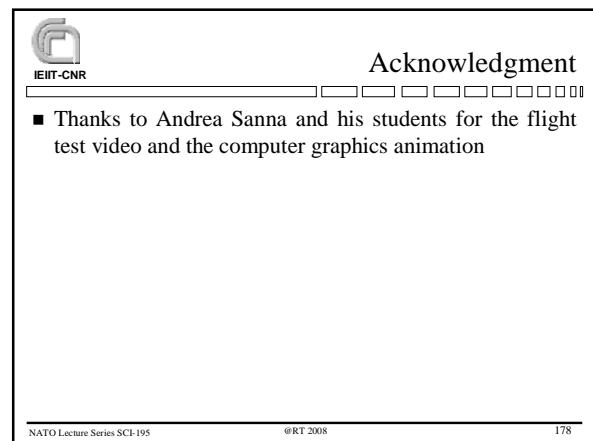 IEIIT-CNR
Acknowledgment
■ Thanks to Andrea Sanna and his students for the flight
test video and the computer graphics animation
NATO Lecture Series SCI-195 @RT 2008 178